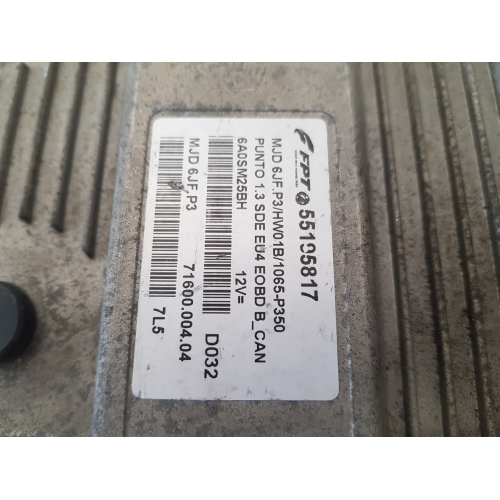 FPT 55195817
MJD 6JF.P3/HW01B/1065-P350
PUNTO 1.3 SDE EU4 EOBD B_CAN
6A0SM25BH 12V=
D032
MJD 6JF.P3 71600.004.04
7L5